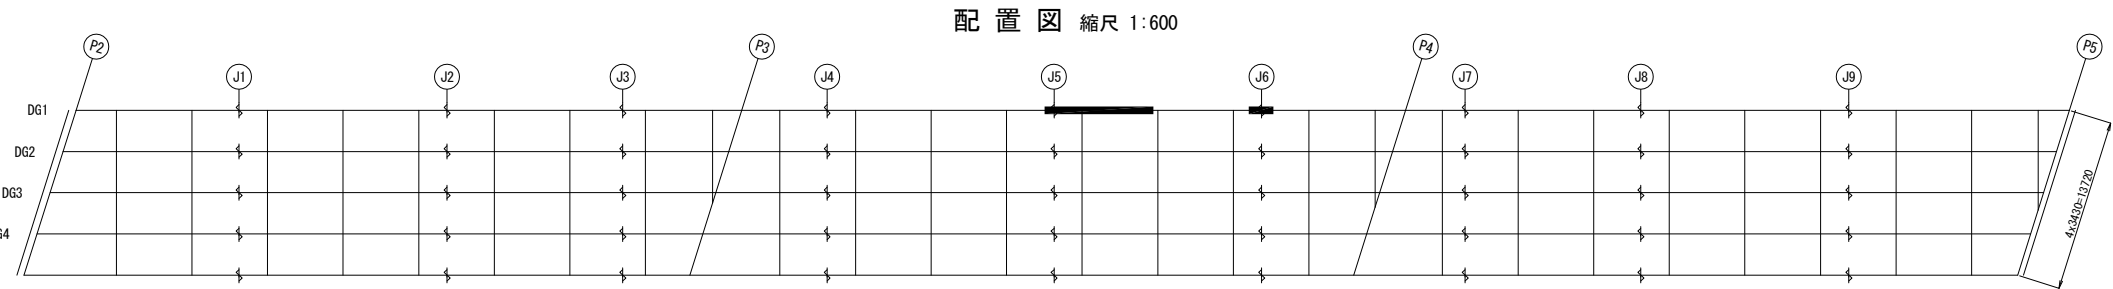 配 置 図 縮尺 1:600
P2 P3 P4 P5
J1 J2 J3 J4 J5 J6 J7 J8 J9
DG1
DG2
DG3
G4
4x3430=13720